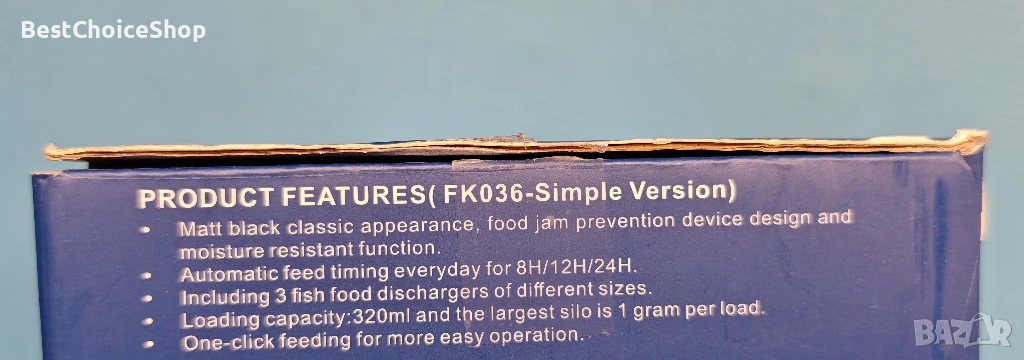 BestChoiceShop
PRODUCT FEATURES( FK036-Simple Version)
• Matt black classic appearance, food jam prevention device design and
moisture resistant function.
• Automatic feed timing everyday for 8H/12H/24H.
• Including 3 fish food dischargers of different sizes.
• Loading capacity:320ml and the largest silo is 1 gram per load.
• One-click feeding for more easy operation.
BAZAR